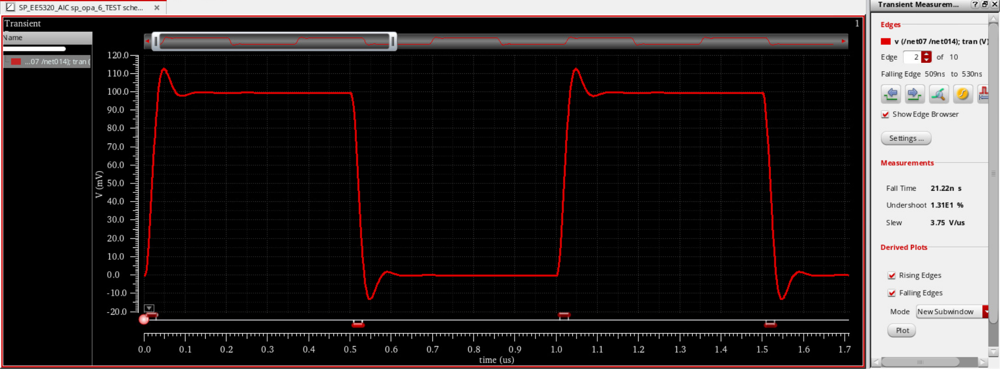 SP_EE5320_AIC sp_opa_6_TEST sche...
Transient
1
Name
...07 /net014); tran (
120.0
110.0
100.0
90.0
80.0
70.0
60.0
50.0
40.0
30.0
20.0
10.0
0.0
-10.0
-20.0
V (mV)
0.0 0.1 0.2 0.3 0.4 0.5 0.6 0.7 0.8 0.9 1.0 1.1 1.2 1.3 1.4 1.5 1.6 1.7
time (us)
Transient Measurem...
Edges
v (/net07 /net014); tran (V)
Edge 2 of 10
Falling Edge 509ns to 530ns
Show Edge Browser
Settings ...
Measurements
Fall Time 21.22n s
Undershoot 1.31E1 %
Slew 3.75 V/us
Derived Plots
Rising Edges
Falling Edges
Mode New Subwindow
Plot